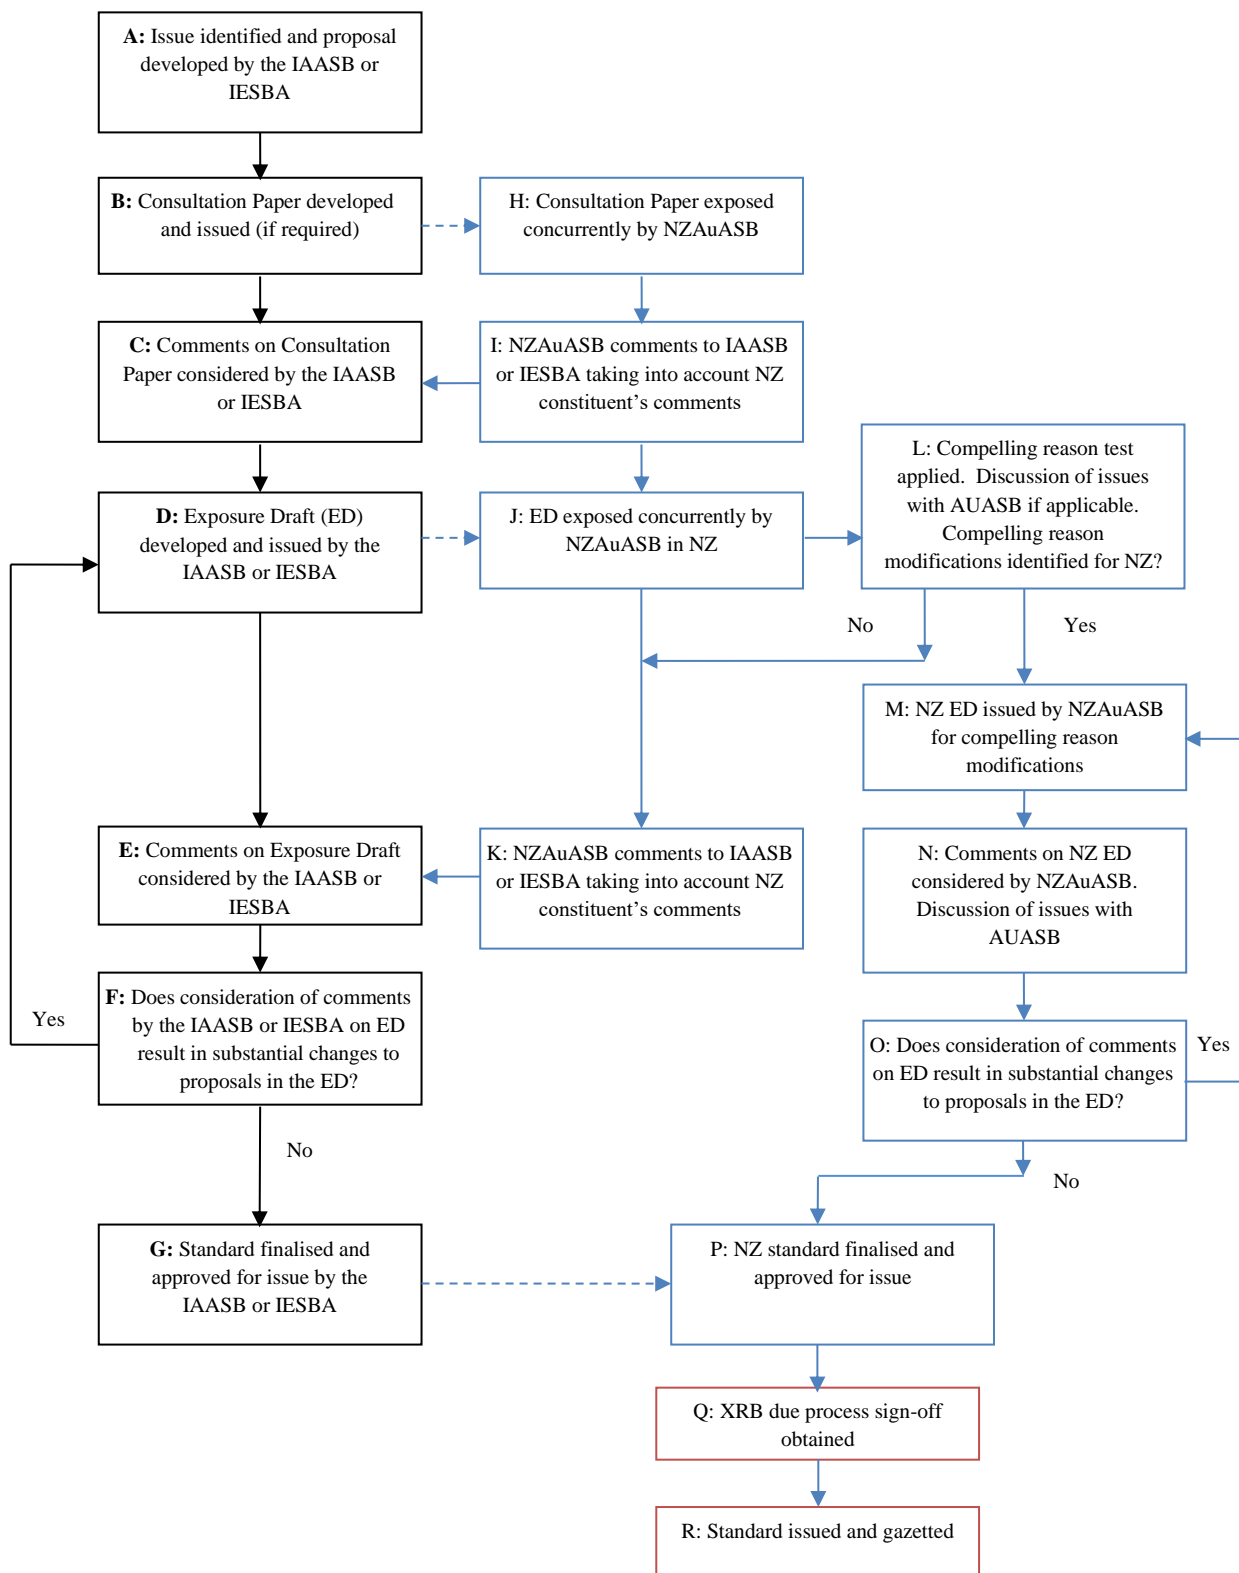 A: Issue identified and proposal
developed by the IAASB or
IESBA
B: Consultation Paper developed
and issued (if required)
H: Consultation Paper exposed
concurrently by NZAuASB
C: Comments on Consultation
Paper considered by the IAASB
or IESBA
I: NZAuASB comments to IAASB
or IESBA taking into account NZ
constituent’s comments
L: Compelling reason test
applied.  Discussion of issues
with AUASB if applicable.
Compelling reason
modifications identified for NZ?
D: Exposure Draft (ED)
developed and issued by the
IAASB or IESBA
J: ED exposed concurrently by
NZAuASB in NZ
No
Yes
M: NZ ED issued by NZAuASB
for compelling reason
modifications
E: Comments on Exposure Draft
considered by the IAASB or
IESBA
K: NZAuASB comments to IAASB
or IESBA taking into account NZ
constituent’s comments
N: Comments on NZ ED
considered by NZAuASB.
Discussion of issues with
AUASB
Yes
F: Does consideration of comments
by the IAASB or IESBA on ED
result in substantial changes to
proposals in the ED?
O: Does consideration of comments
on ED result in substantial changes
to proposals in the ED?
Yes
No
No
G: Standard finalised and
approved for issue by the
IAASB or IESBA
P: NZ standard finalised and
approved for issue
Q: XRB due process sign-off
obtained
R: Standard issued and gazetted